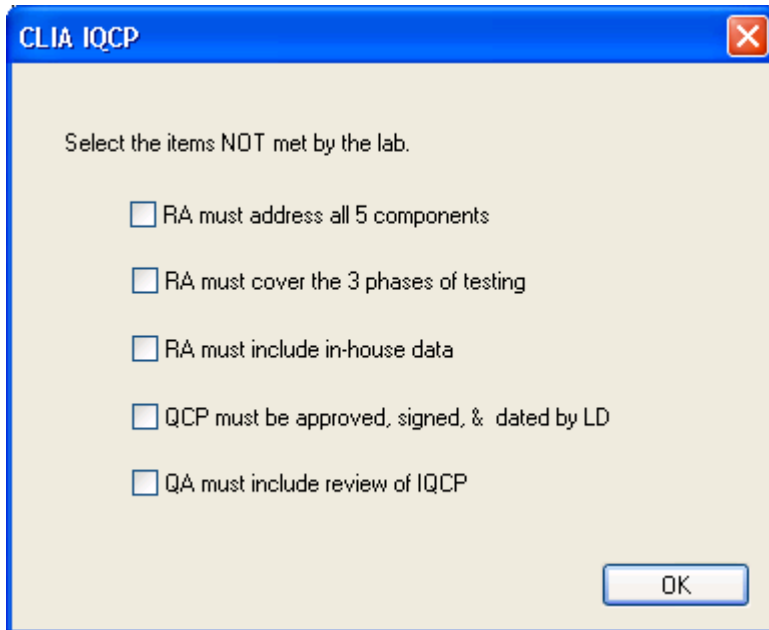 CLIA IQCP
Select the items NOT met by the lab.
RA must address all 5 components
RA must cover the 3 phases of testing
RA must include in-house data
QCP must be approved, signed, & dated by LD
QA must include review of IQCP
OK